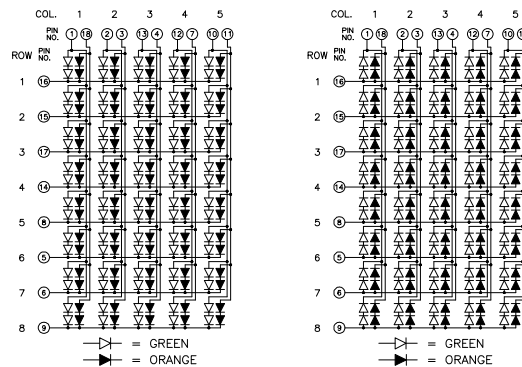 COL. 1 2 3 4 5
PIN NO. 1 18 2 3 13 4 12 7 10 11
ROW PIN NO.
1 16
2 15
3 17
4 14
5 8
6 5
7 6
8 9
= GREEN
= ORANGE
COL. 1 2 3 4 5
PIN NO. 1 18 2 3 13 4 12 7 10
ROW PIN NO.
1 16
2 15
3 17
4 14
5 8
6 5
7 6
8 9
= GREEN
= ORANGE